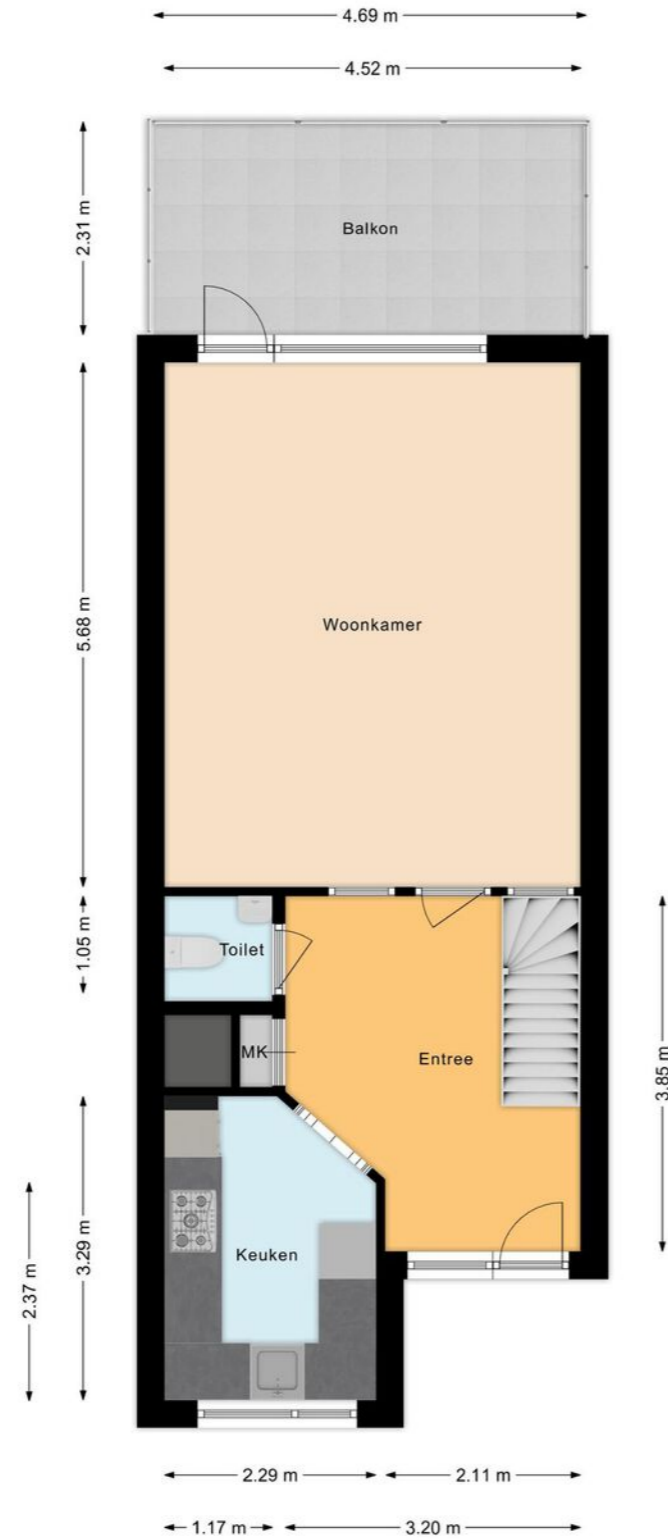 4.69 m
4.52 m
2.31 m
Balkon
5.68 m
Woonkamer
1.05 m
Toilet
MK
Entree
3.85 m
3.29 m
2.37 m
Keuken
2.29 m
2.11 m
1.17 m
3.20 m